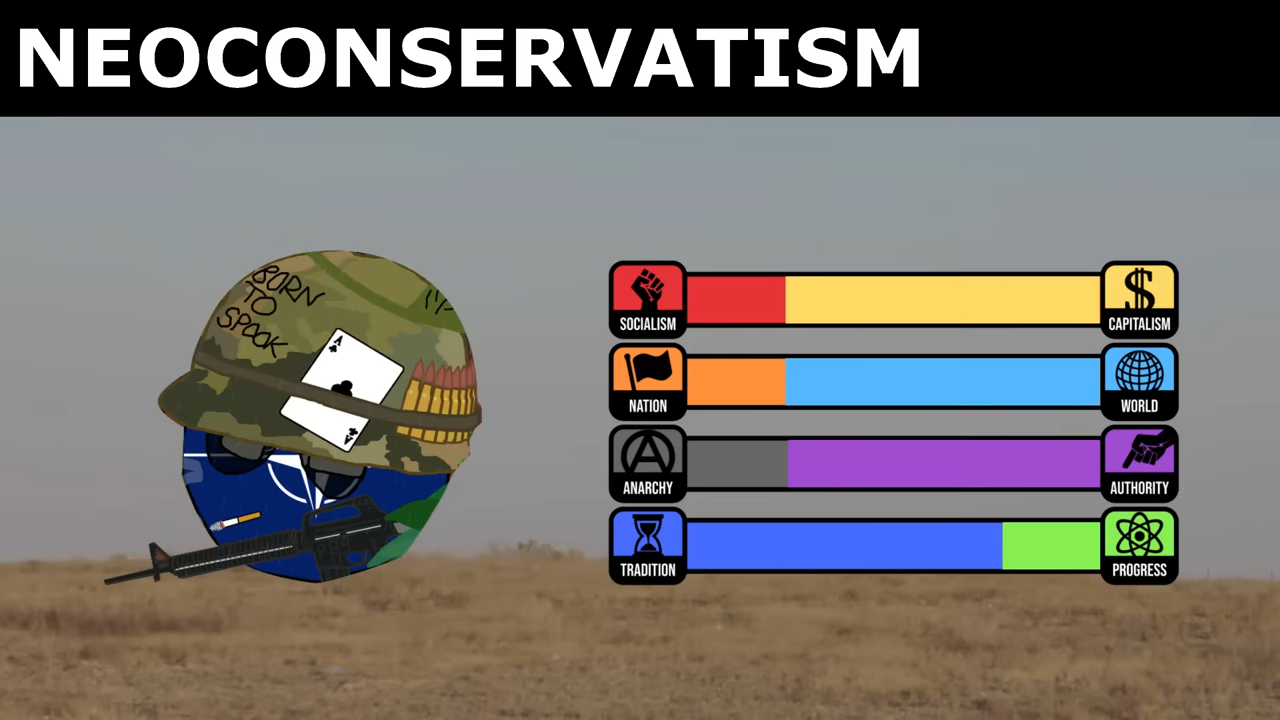 NEOCONSERVATISM
BORN
TO
SPOOK
A
A
SOCIALISM
CAPITALISM
NATION
WORLD
ANARCHY
AUTHORITY
TRADITION
PROGRESS